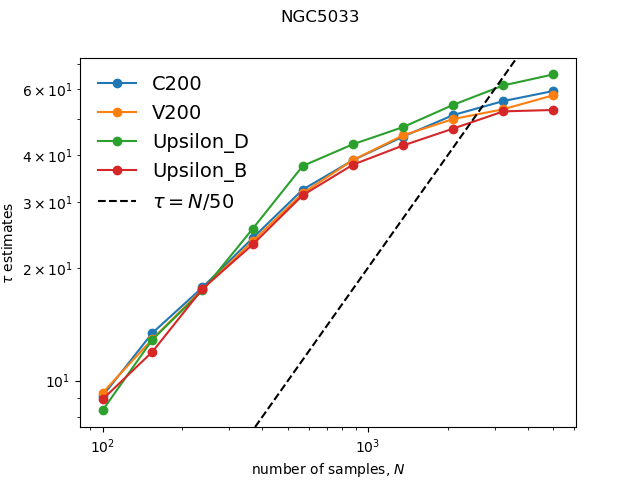 NGC5033
C200
V200
Upsilon_D
Upsilon_B
τ = N/50
6 × 10¹
4 × 10¹
3 × 10¹
2 × 10¹
10¹
τ estimates
10² 10³
number of samples, N